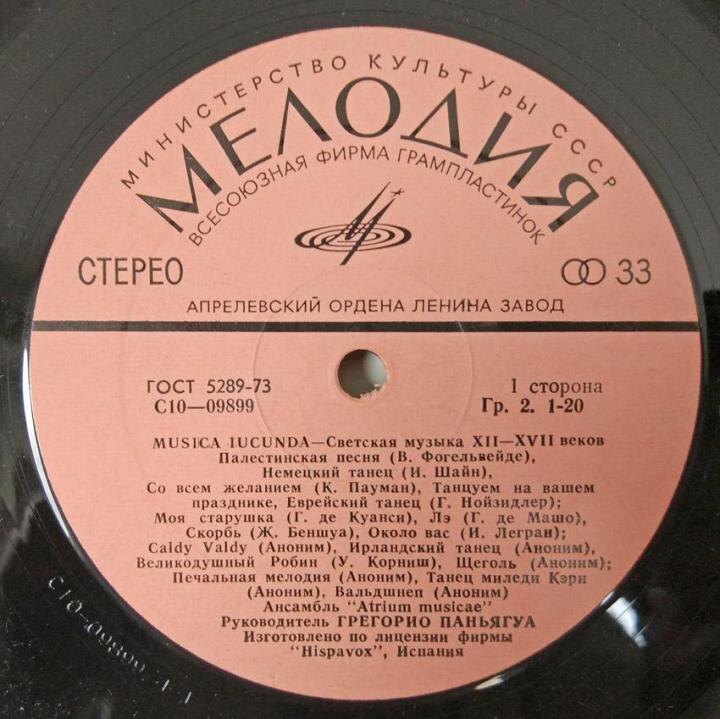 МИНИСТЕРСТВО КУЛЬТУРЫ СССР
МЕЛОДИЯ
ВСЕСОЮЗНАЯ ФИРМА ГРАМПЛАСТИНОК
СТЕРЕО
33
АПРЕЛЕВСКИЙ ОРДЕНА ЛЕНИНА ЗАВОД
ГОСТ 5289-73
I сторона
С10—09899
Гр. 2. 1-20
MUSICA IUCUNDA—Светская музыка XII—XVII веков
Палестинская песня (В. Фогельвейде),
Немецкий танец (И. Шайн),
Со всем желанием (К. Пауман), Танцуем на вашем
празднике, Еврейский танец (Г. Нойзидлер);
Моя старушка (Г. де Куанси), Лэ (Г. де Машо),
Скорбь (Ж. Беншуа), Около вас (И. Легран);
Caldy Valdy (Аноним), Ирландский танец (Аноним),
Великодушный Робин (У. Корниш), Щеголь (Аноним);
Печальная мелодия (Аноним), Танец миледи Кэри
(Аноним), Вальдшнеп (Аноним)
Ансамбль "Atrium musicae"
Руководитель ГРЕГОРИО ПАНЬЯГУА
Изготовлено по лицензии фирмы
"Hispavox", Испания